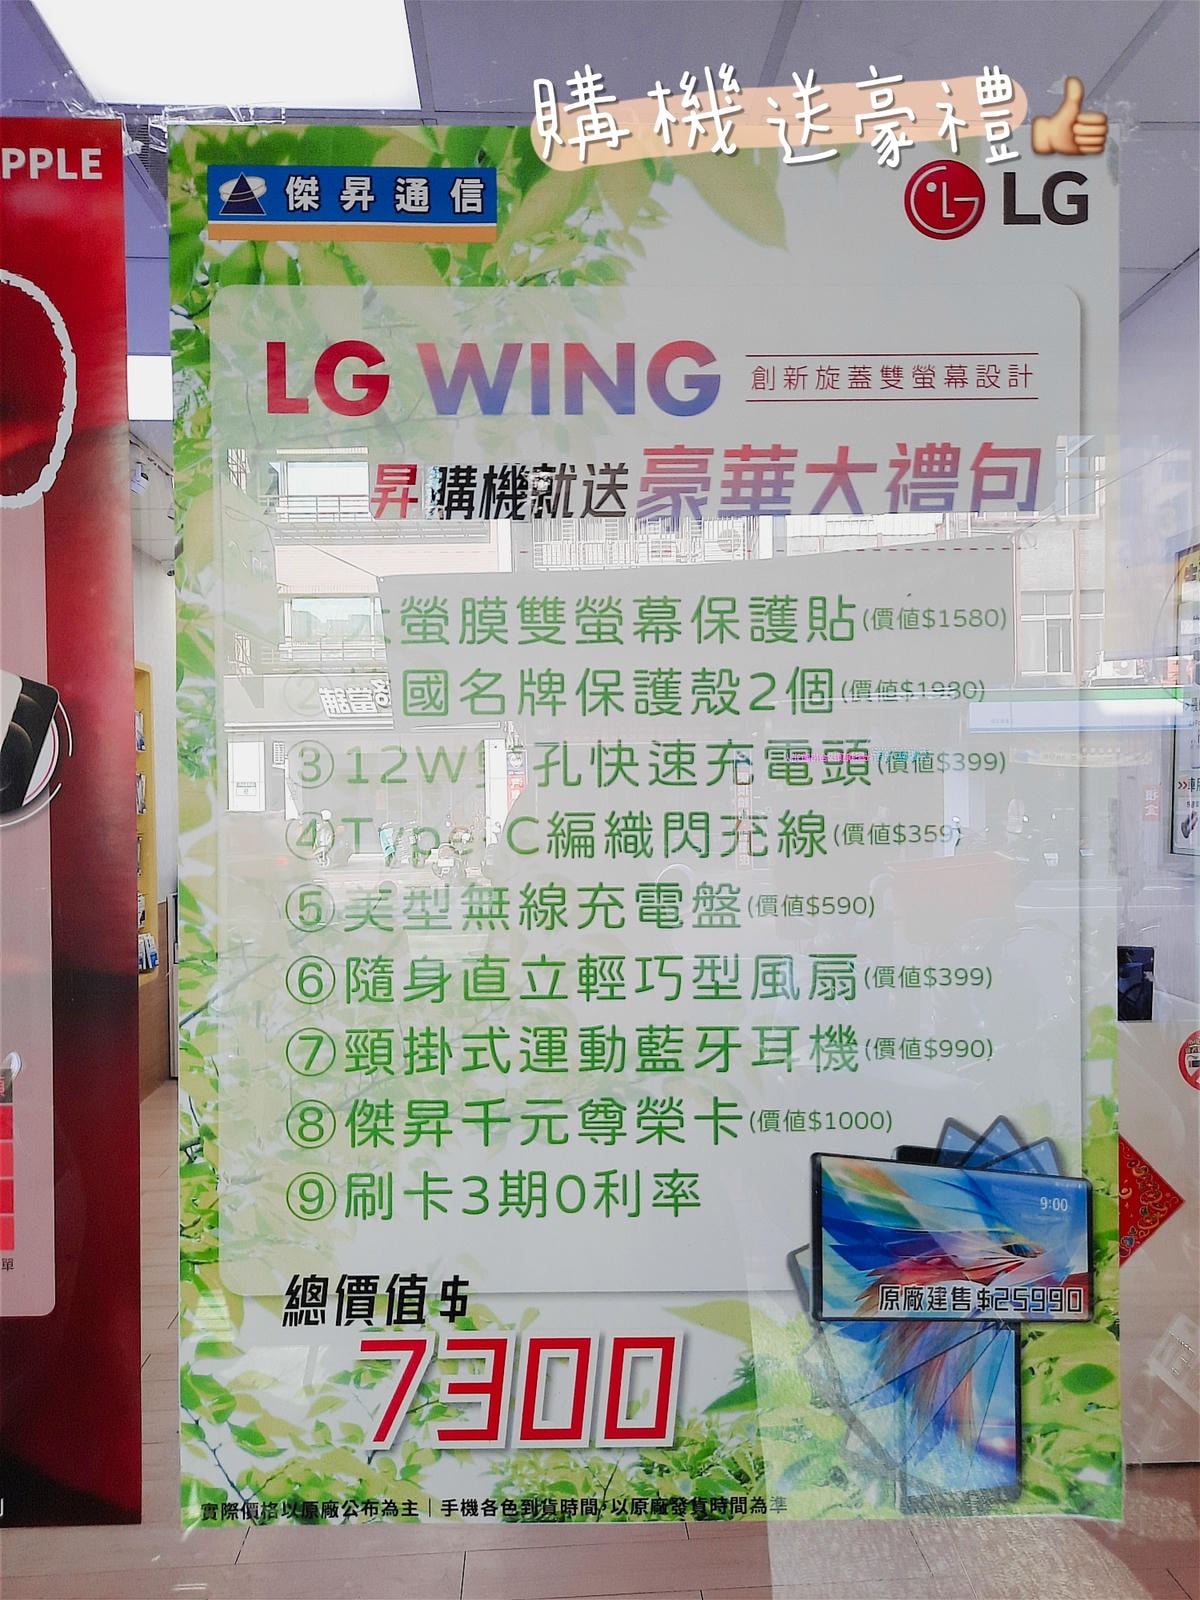 購機送豪禮
PPLE
傑昇通信
LG
LG WING 創新旋蓋雙螢幕設計
昇購機就送豪華大禮包
螢膜雙螢幕保護貼(價值$1580)
國名牌保護殼2個(價值$1980)
③12W 孔快速充電頭(價值$399)
④Type C編織閃充線(價值$359)
⑤美型無線充電盤(價值$590)
⑥隨身直立輕巧型風扇(價值$399)
⑦頸掛式運動藍牙耳機(價值$990)
⑧傑昇千元尊榮卡(價值$1000)
⑨刷卡3期0利率
9:00
原廠建售$25990
總價值$
7300
實際價格以原廠公布為主｜手機各色到貨時間,以原廠發貨時間為準